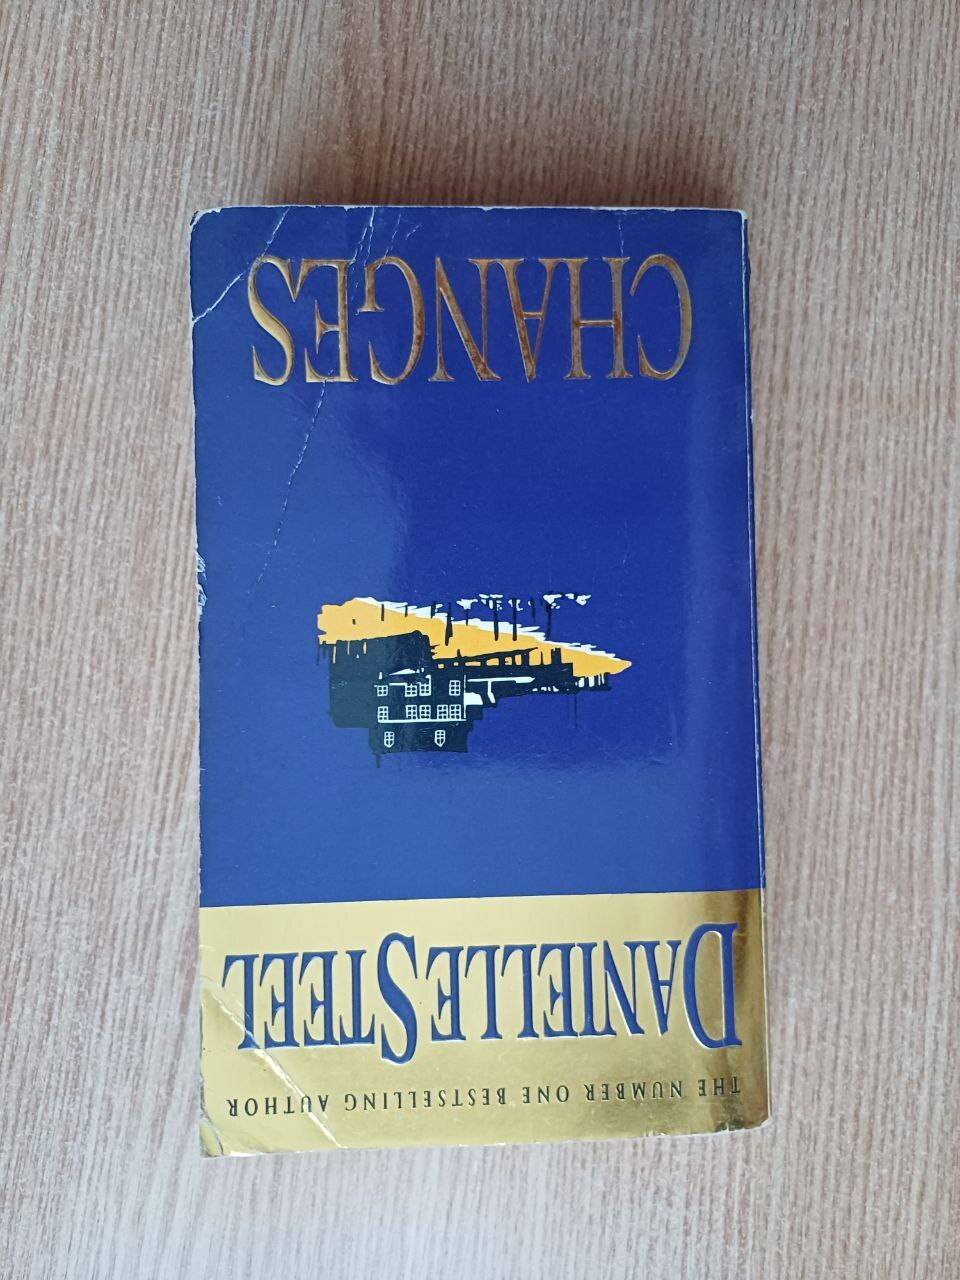 THE NUMBER ONE BESTSELLING AUTHOR
DANIELLE STEEL
CHANGES